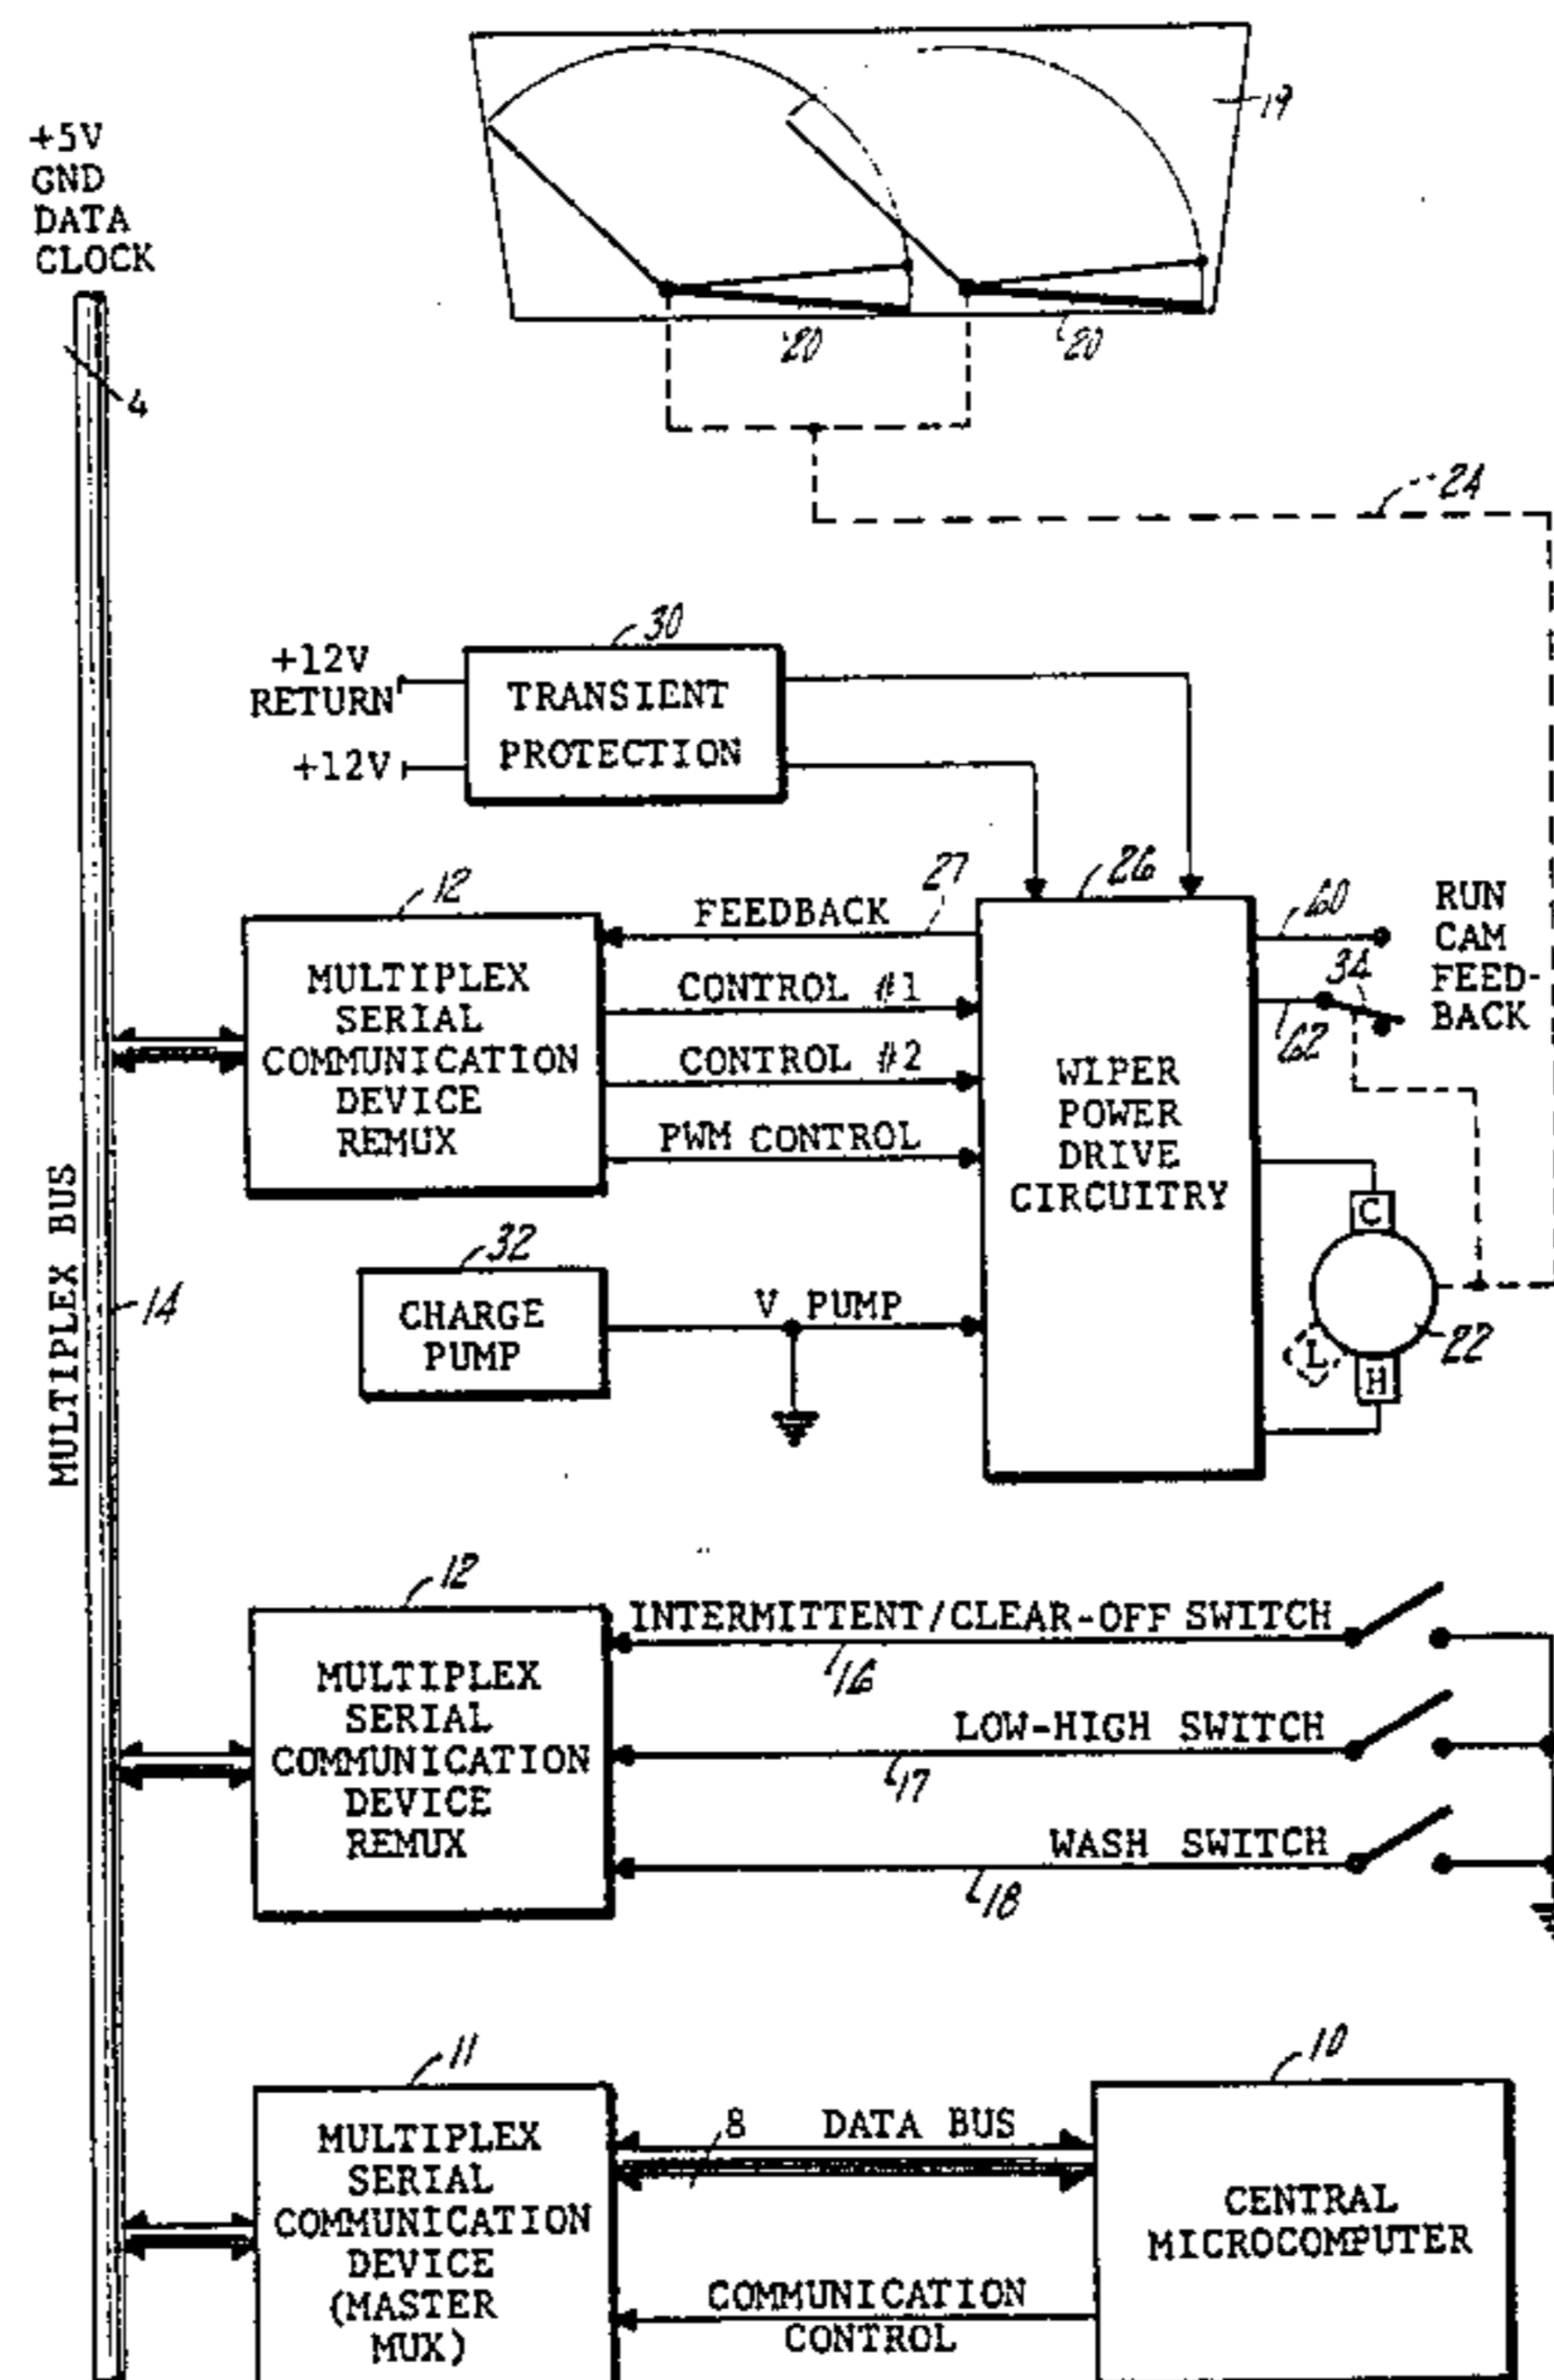 +5V
GND
DATA
CLOCK
4
19
20
20
24
30
+12V
RETURN
TRANSIENT
PROTECTION
+12V
12
MULTIPLEX
SERIAL
COMMUNICATION
DEVICE
REMUX
FEEDBACK
27
CONTROL #1
CONTROL #2
PWM CONTROL
26
WIPER
POWER
DRIVE
CIRCUITRY
60
RUN
CAM
FEED-
BACK
34
62
C
L
H
22
32
CHARGE
PUMP
V PUMP
MULTIPLEX BUS
14
12
MULTIPLEX
SERIAL
COMMUNICATION
DEVICE
REMUX
INTERMITTENT/CLEAR-OFF SWITCH
16
LOW-HIGH SWITCH
17
WASH SWITCH
18
11
MULTIPLEX
SERIAL
COMMUNICATION
DEVICE
(MASTER
MUX)
8 DATA BUS
COMMUNICATION
CONTROL
10
CENTRAL
MICROCOMPUTER